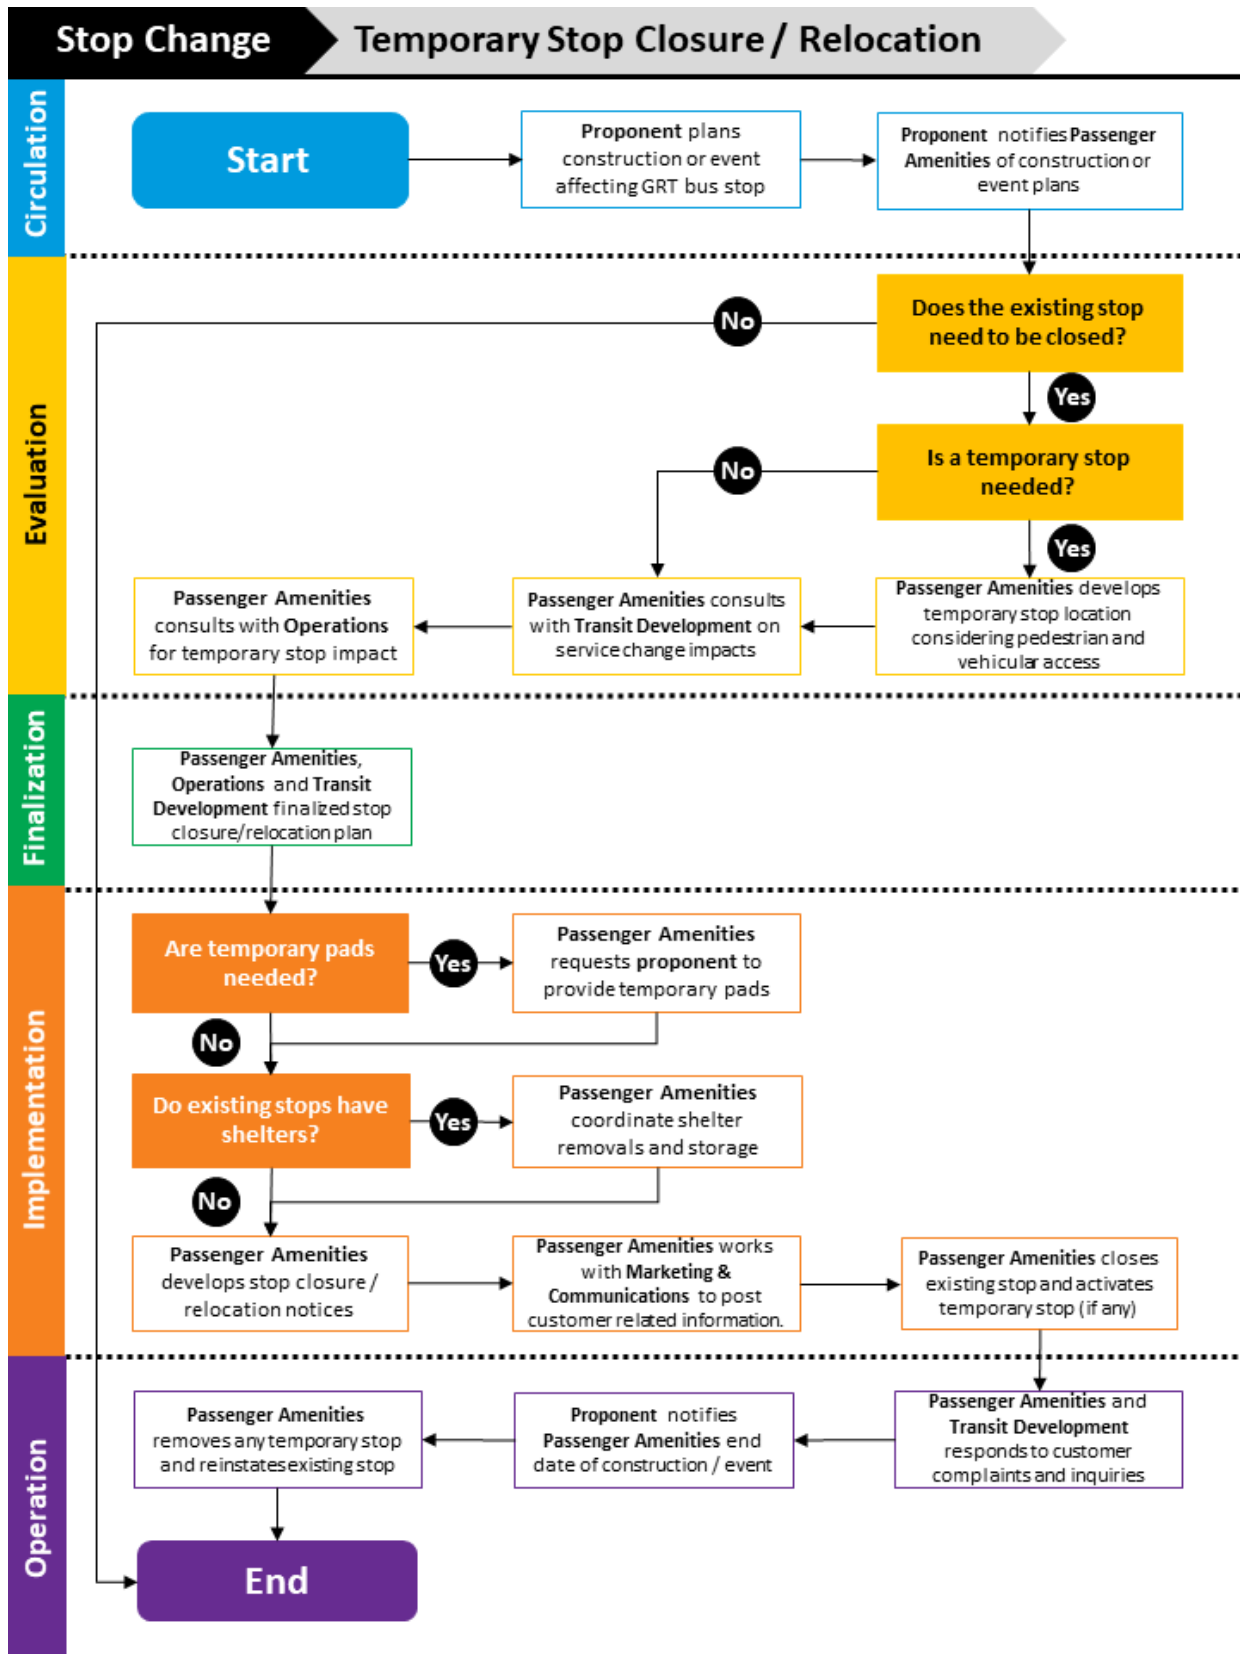 Stop Change
Temporary Stop Closure / Relocation
Circulation
Start
Proponent plans
construction or event
affecting GRT bus stop
Proponent notifies Passenger
Amenities of construction or
event plans
Evaluation
Does the existing stop
need to be closed?
No
Yes
Is a temporary stop
needed?
No
Yes
Passenger Amenities develops
temporary stop location
considering pedestrian and
vehicular access
Passenger Amenities consults
with Transit Development on
service change impacts
Passenger Amenities
consults with Operations
for temporary stop impact
Finalization
Passenger Amenities,
Operations and Transit
Development finalized stop
closure/relocation plan
Implementation
Are temporary pads
needed?
Yes
Passenger Amenities
requests proponent to
provide temporary pads
No
Do existing stops have
shelters?
Yes
Passenger Amenities
coordinate shelter
removals and storage
No
Passenger Amenities
develops stop closure /
relocation notices
Passenger Amenities works
with Marketing &
Communications to post
customer related information.
Passenger Amenities closes
existing stop and activates
temporary stop (if any)
Operation
Passenger Amenities and
Transit Development
responds to customer
complaints and inquiries
Proponent notifies
Passenger Amenities end
date of construction / event
Passenger Amenities
removes any temporary stop
and reinstates existing stop
End